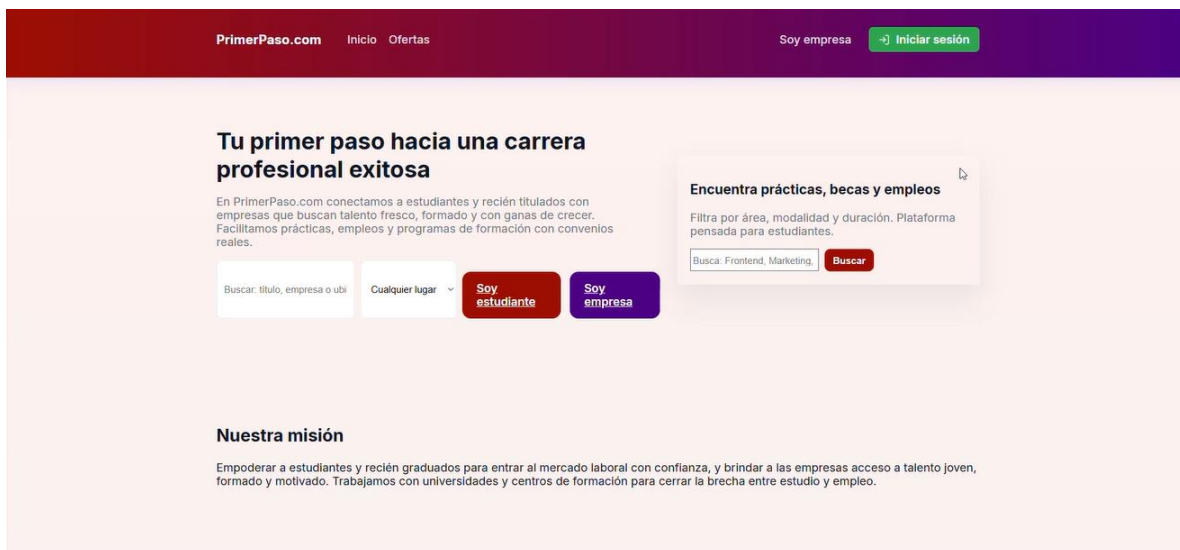 PrimerPaso.com Inicio Ofertas Soy empresa Iniciar sesión
Tu primer paso hacia una carrera
profesional exitosa
En PrimerPaso.com conectamos a estudiantes y recién titulados con
empresas que buscan talento fresco, formado y con ganas de crecer.
Facilitamos prácticas, empleos y programas de formación con convenios
reales.
Buscar: título, empresa o ubi
Cualquier lugar
Soy
estudiante
Soy
empresa
Encuentra prácticas, becas y empleos
Filtra por área, modalidad y duración. Plataforma
pensada para estudiantes.
Busca: Frontend, Marketing,
Buscar
Nuestra misión
Empoderar a estudiantes y recién graduados para entrar al mercado laboral con confianza, y brindar a las empresas acceso a talento joven,
formado y motivado. Trabajamos con universidades y centros de formación para cerrar la brecha entre estudio y empleo.